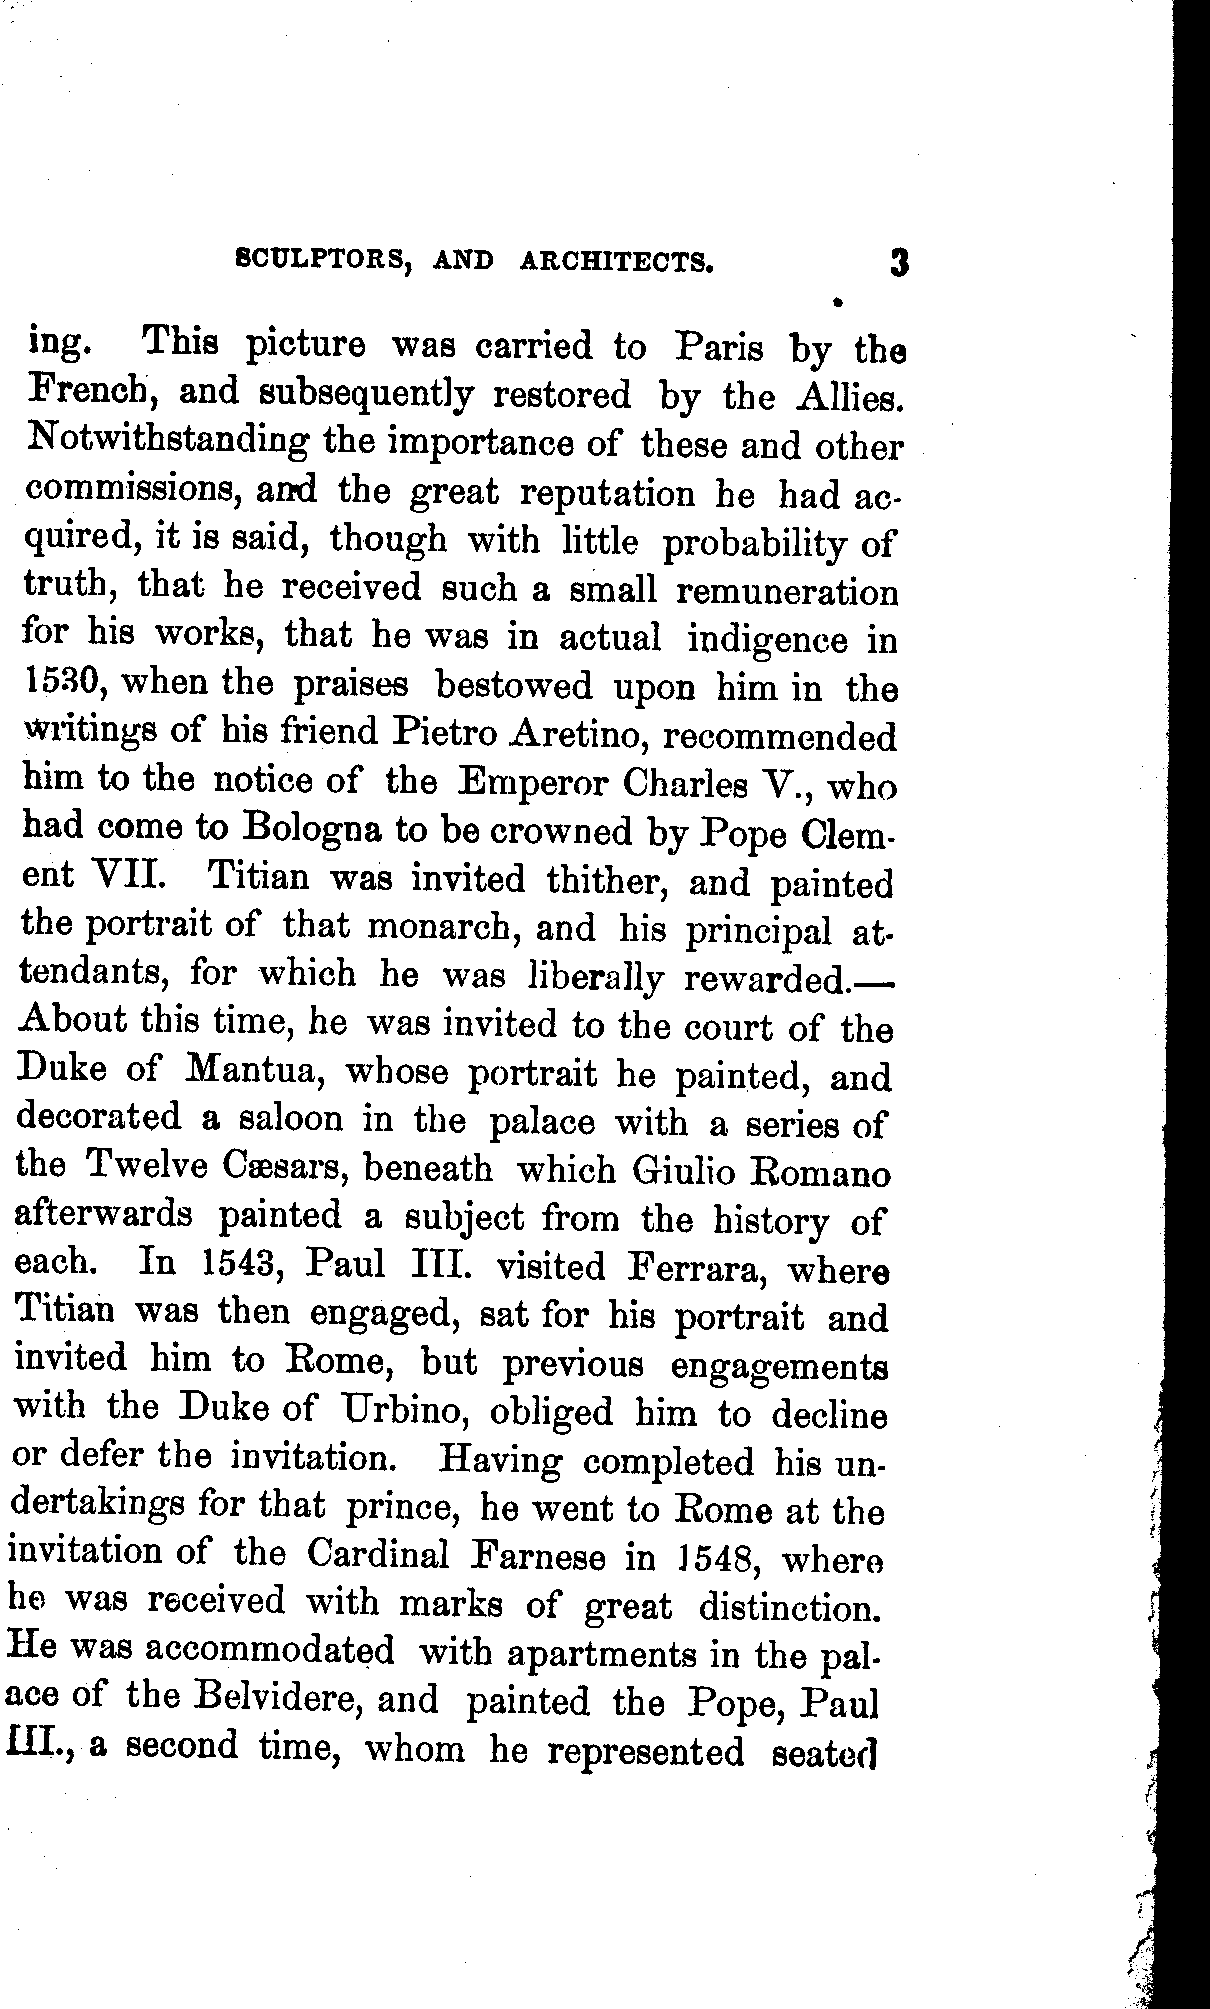 SCULPTORS, AND ARCHITECTS. 3
ing. This picture was carried to Paris by the
French, and subsequently restored by the Allies.
Notwithstanding the importance of these and other
commissions, and the great reputation he had ac-
quired, it is said, though with little probability of
truth, that he received such a small remuneration
for his works, that he was in actual indigence in
1530, when the praises bestowed upon him in the
writings of his friend Pietro Aretino, recommended
him to the notice of the Emperor Charles V., who
had come to Bologna to be crowned by Pope Clem-
ent VII. Titian was invited thither, and painted
the portrait of that monarch, and his principal at-
tendants, for which he was liberally rewarded.—
About this time, he was invited to the court of the
Duke of Mantua, whose portrait he painted, and
decorated a saloon in the palace with a series of
the Twelve Cæsars, beneath which Giulio Romano
afterwards painted a subject from the history of
each. In 1543, Paul III. visited Ferrara, where
Titian was then engaged, sat for his portrait and
invited him to Rome, but previous engagements
with the Duke of Urbino, obliged him to decline
or defer the invitation. Having completed his un-
dertakings for that prince, he went to Rome at the
invitation of the Cardinal Farnese in 1548, where
he was received with marks of great distinction.
He was accommodated with apartments in the pal-
ace of the Belvidere, and painted the Pope, Paul
III., a second time, whom he represented seated